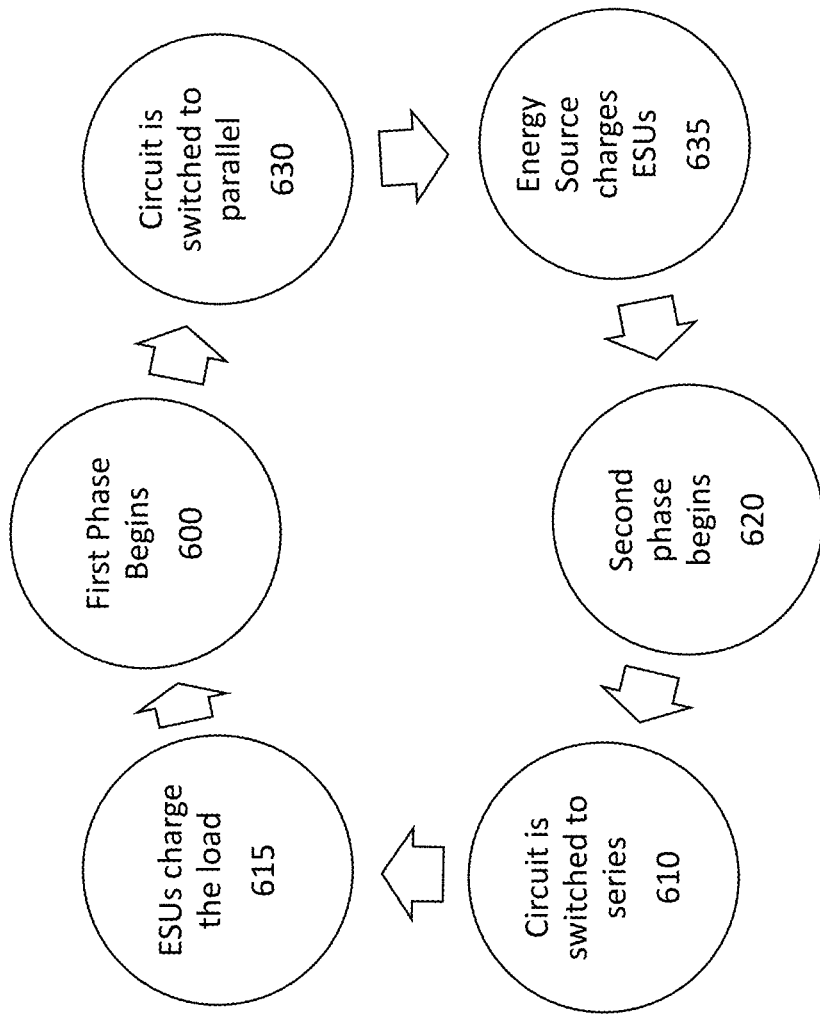 First Phase
Begins
600
Circuit is
switched to
parallel
630
Energy
Source
charges
ESUs
635
Second
phase
begins
620
Circuit is
switched to
series
610
ESUs charge
the load
615